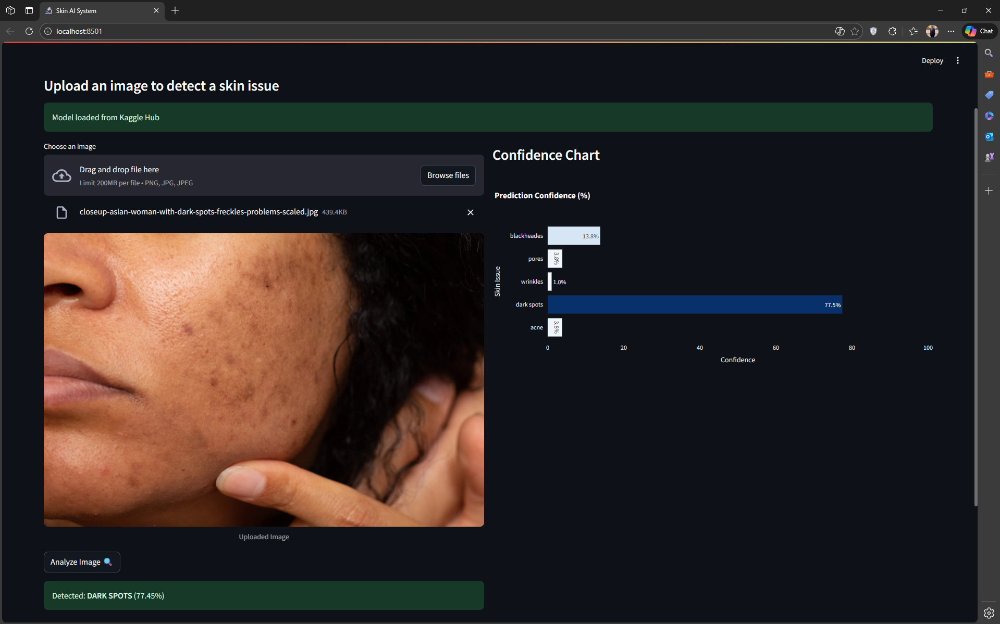 Skin AI System
localhost:8501
Chat
Deploy
Upload an image to detect a skin issue
Model loaded from Kaggle Hub
Choose an image
Drag and drop file here
Limit 200MB per file • PNG, JPG, JPEG
Browse files
closeup-asian-woman-with-dark-spots-freckles-problems-scaled.jpg 439.4KB
Uploaded Image
Analyze Image
Detected: DARK SPOTS (77.45%)
Confidence Chart
Prediction Confidence (%)
Skin Issue
blackheades 13.8%
pores 3.8%
wrinkles 1.0%
dark spots 77.5%
acne 3.8%
0 20 40 60 80 100
Confidence